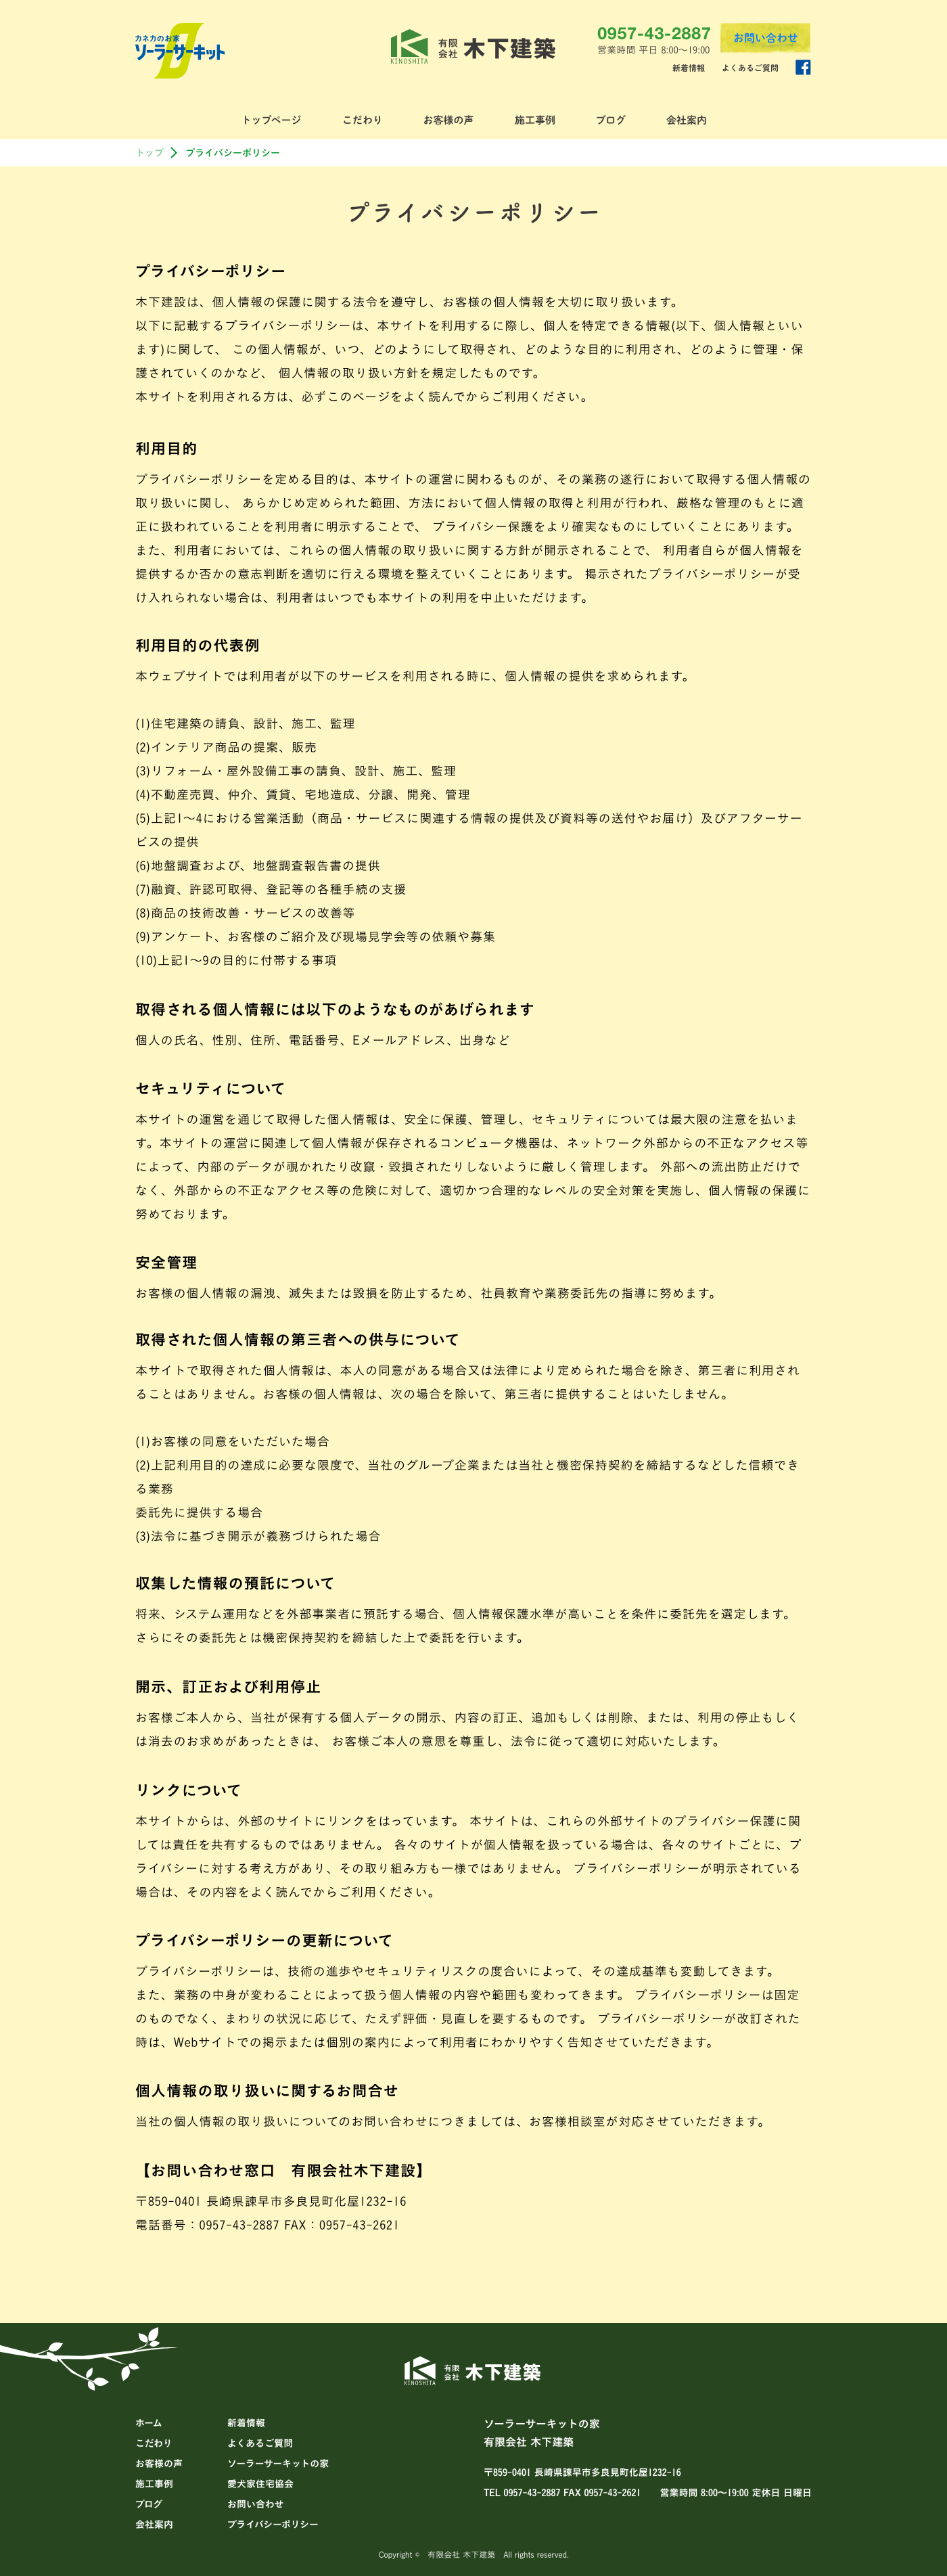 カネカのお家
ソーラーサーキット
KINOSHITA
有限会社 木下建築
0957-43-2887
営業時間 平日 8:00〜19:00
お問い合わせ
新着情報 よくあるご質問
トップページ こだわり お客様の声 施工事例 ブログ 会社案内
トップ プライバシーポリシー
プライバシーポリシー
プライバシーポリシー
木下建設は、個人情報の保護に関する法令を遵守し、お客様の個人情報を大切に取り扱います。
以下に記載するプライバシーポリシーは、本サイトを利用するに際し、個人を特定できる情報(以下、個人情報といい
ます)に関して、 この個人情報が、いつ、どのようにして取得され、どのような目的に利用され、どのように管理・保
護されていくのかなど、 個人情報の取り扱い方針を規定したものです。
本サイトを利用される方は、必ずこのページをよく読んでからご利用ください。
利用目的
プライバシーポリシーを定める目的は、本サイトの運営に関わるものが、その業務の遂行において取得する個人情報の
取り扱いに関し、 あらかじめ定められた範囲、方法において個人情報の取得と利用が行われ、厳格な管理のもとに適
正に扱われていることを利用者に明示することで、 プライバシー保護をより確実なものにしていくことにあります。
また、利用者においては、これらの個人情報の取り扱いに関する方針が開示されることで、 利用者自らが個人情報を
提供するか否かの意志判断を適切に行える環境を整えていくことにあります。 掲示されたプライバシーポリシーが受
け入れられない場合は、利用者はいつでも本サイトの利用を中止いただけます。
利用目的の代表例
本ウェブサイトでは利用者が以下のサービスを利用される時に、個人情報の提供を求められます。
(1)住宅建築の請負、設計、施工、監理
(2)インテリア商品の提案、販売
(3)リフォーム・屋外設備工事の請負、設計、施工、監理
(4)不動産売買、仲介、賃貸、宅地造成、分譲、開発、管理
(5)上記1〜4における営業活動（商品・サービスに関連する情報の提供及び資料等の送付やお届け）及びアフターサー
ビスの提供
(6)地盤調査および、地盤調査報告書の提供
(7)融資、許認可取得、登記等の各種手続の支援
(8)商品の技術改善・サービスの改善等
(9)アンケート、お客様のご紹介及び現場見学会等の依頼や募集
(10)上記1〜9の目的に付帯する事項
取得される個人情報には以下のようなものがあげられます
個人の氏名、性別、住所、電話番号、Eメールアドレス、出身など
セキュリティについて
本サイトの運営を通じて取得した個人情報は、安全に保護、管理し、セキュリティについては最大限の注意を払いま
す。本サイトの運営に関連して個人情報が保存されるコンピュータ機器は、ネットワーク外部からの不正なアクセス等
によって、内部のデータが覗かれたり改竄・毀損されたりしないように厳しく管理します。 外部への流出防止だけで
なく、外部からの不正なアクセス等の危険に対して、適切かつ合理的なレベルの安全対策を実施し、個人情報の保護に
努めております。
安全管理
お客様の個人情報の漏洩、滅失または毀損を防止するため、社員教育や業務委託先の指導に努めます。
取得された個人情報の第三者への供与について
本サイトで取得された個人情報は、本人の同意がある場合又は法律により定められた場合を除き、第三者に利用され
ることはありません。お客様の個人情報は、次の場合を除いて、第三者に提供することはいたしません。
(1)お客様の同意をいただいた場合
(2)上記利用目的の達成に必要な限度で、当社のグループ企業または当社と機密保持契約を締結するなどした信頼でき
る業務
委託先に提供する場合
(3)法令に基づき開示が義務づけられた場合
収集した情報の預託について
将来、システム運用などを外部事業者に預託する場合、個人情報保護水準が高いことを条件に委託先を選定します。
さらにその委託先とは機密保持契約を締結した上で委託を行います。
開示、訂正および利用停止
お客様ご本人から、当社が保有する個人データの開示、内容の訂正、追加もしくは削除、または、利用の停止もしく
は消去のお求めがあったときは、 お客様ご本人の意思を尊重し、法令に従って適切に対応いたします。
リンクについて
本サイトからは、外部のサイトにリンクをはっています。 本サイトは、これらの外部サイトのプライバシー保護に関
しては責任を共有するものではありません。 各々のサイトが個人情報を扱っている場合は、各々のサイトごとに、プ
ライバシーに対する考え方があり、その取り組み方も一様ではありません。 プライバシーポリシーが明示されている
場合は、その内容をよく読んでからご利用ください。
プライバシーポリシーの更新について
プライバシーポリシーは、技術の進歩やセキュリティリスクの度合いによって、その達成基準も変動してきます。
また、業務の中身が変わることによって扱う個人情報の内容や範囲も変わってきます。 プライバシーポリシーは固定
のものでなく、まわりの状況に応じて、たえず評価・見直しを要するものです。 プライバシーポリシーが改訂された
時は、Webサイトでの掲示または個別の案内によって利用者にわかりやすく告知させていただきます。
個人情報の取り扱いに関するお問合せ
当社の個人情報の取り扱いについてのお問い合わせにつきましては、お客様相談室が対応させていただきます。
【お問い合わせ窓口　有限会社木下建設】
〒859-0401 長崎県諫早市多良見町化屋1232-16
電話番号：0957-43-2887 FAX：0957-43-2621
KINOSHITA
有限会社 木下建築
ホーム
こだわり
お客様の声
施工事例
ブログ
会社案内
新着情報
よくあるご質問
ソーラーサーキットの家
愛犬家住宅協会
お問い合わせ
プライバシーポリシー
ソーラーサーキットの家
有限会社 木下建築
〒859-0401 長崎県諫早市多良見町化屋1232-16
TEL 0957-43-2887 FAX 0957-43-2621　営業時間 8:00〜19:00 定休日 日曜日
Copyright © 有限会社 木下建築　All rights reserved.